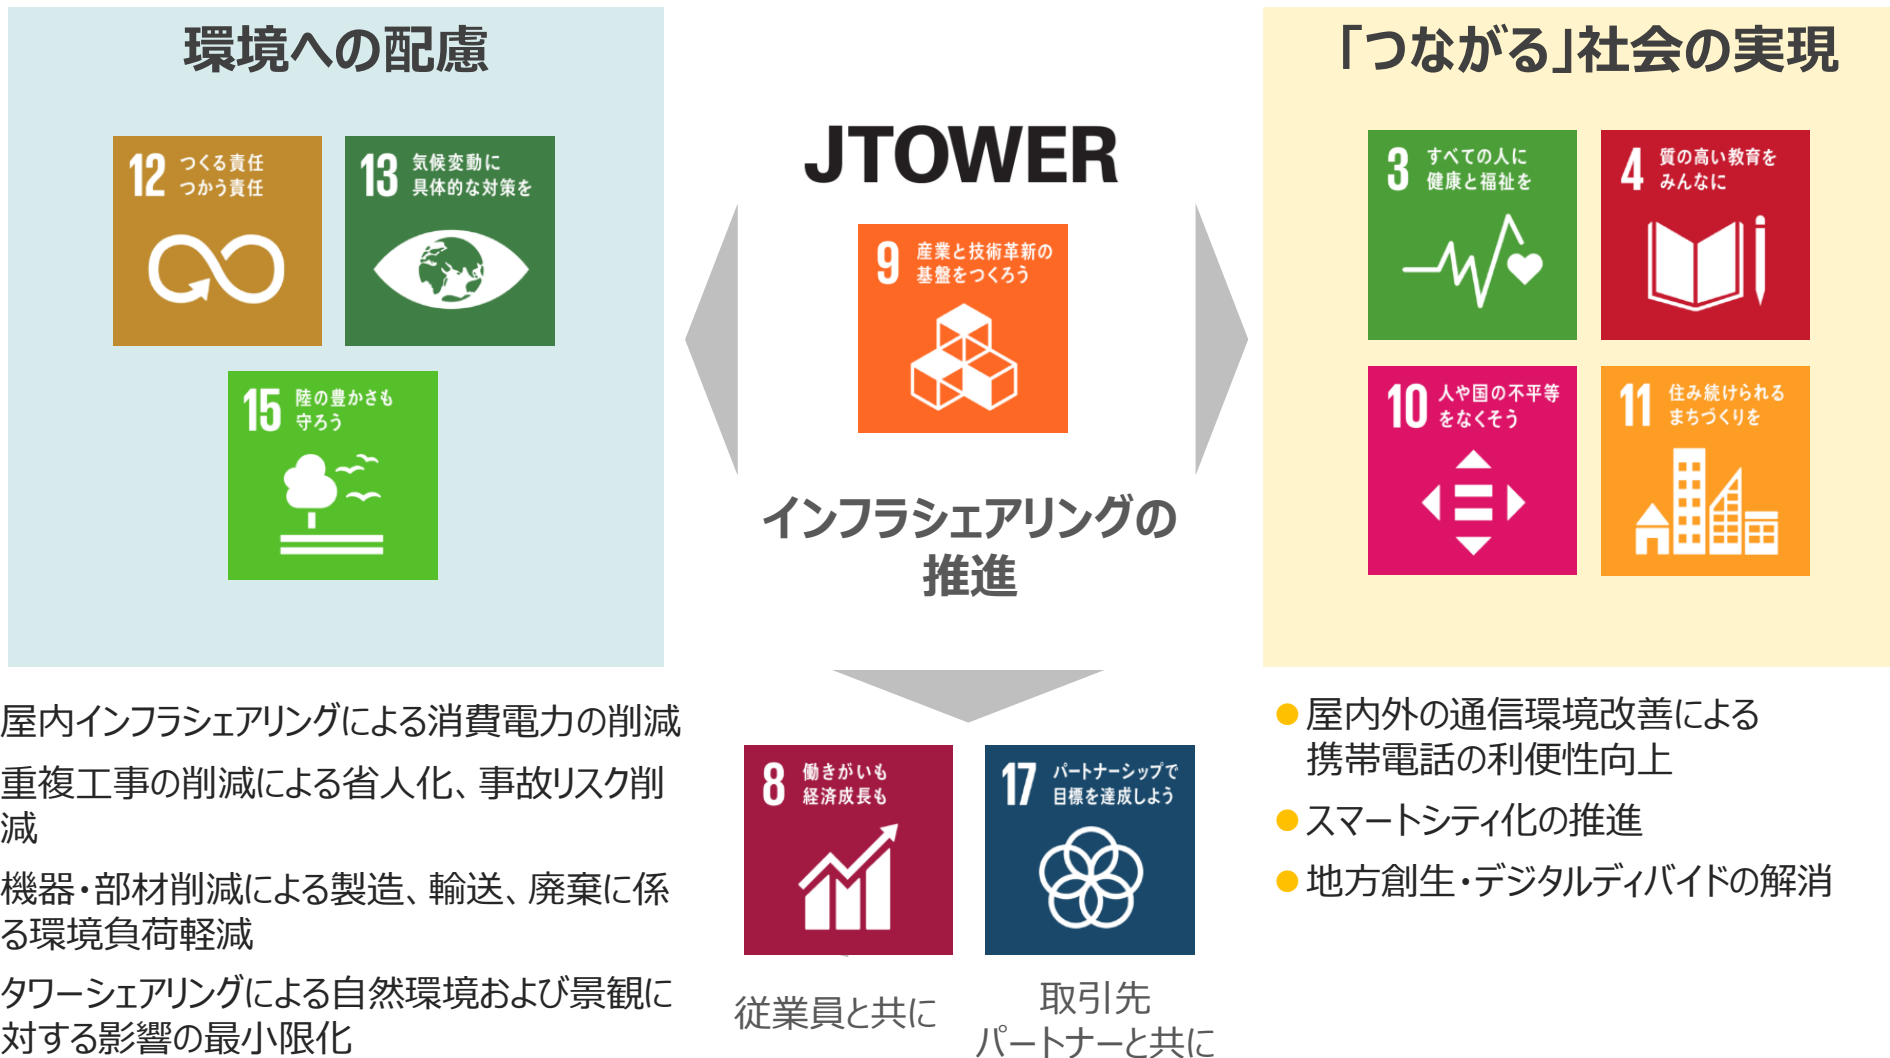 環境への配慮
12 つくる責任
つかう責任
13 気候変動に
具体的な対策を
15 陸の豊かさも
守ろう
屋内インフラシェアリングによる消費電力の削減
重複工事の削減による省人化、事故リスク削
減
機器・部材削減による製造、輸送、廃棄に係
る環境負荷軽減
タワーシェアリングによる自然環境および景観に
対する影響の最小限化
JTOWER
9 産業と技術革新の
基盤をつくろう
インフラシェアリングの
推進
8 働きがいも
経済成長も
従業員と共に
17 パートナーシップで
目標を達成しよう
取引先
パートナーと共に
「つながる」社会の実現
3 すべての人に
健康と福祉を
4 質の高い教育を
みんなに
10 人や国の不平等
をなくそう
11 住み続けられる
まちづくりを
●屋内外の通信環境改善による
携帯電話の利便性向上
●スマートシティ化の推進
●地方創生・デジタルディバイドの解消